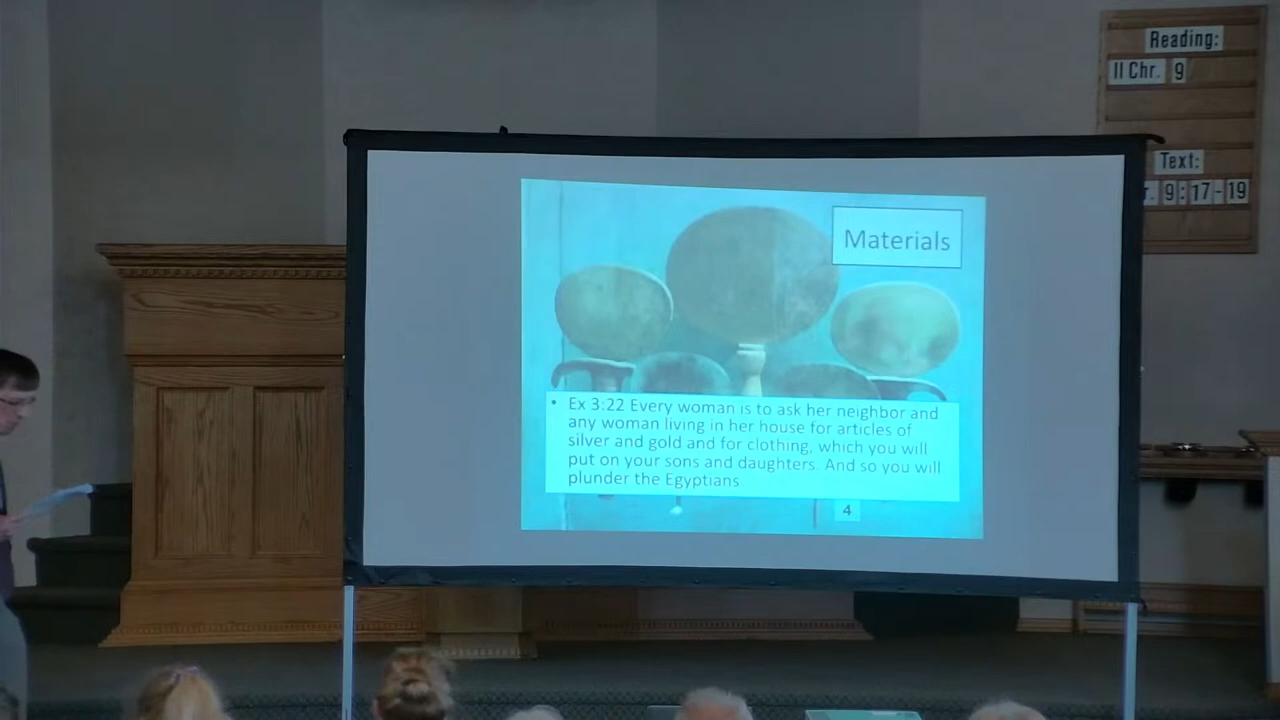 Reading:
II Chr. 9
Text:
9:17-19
Materials
• Ex 3:22 Every woman is to ask her neighbor and
any woman living in her house for articles of
silver and gold and for clothing, which you will
put on your sons and daughters. And so you will
plunder the Egyptians
4